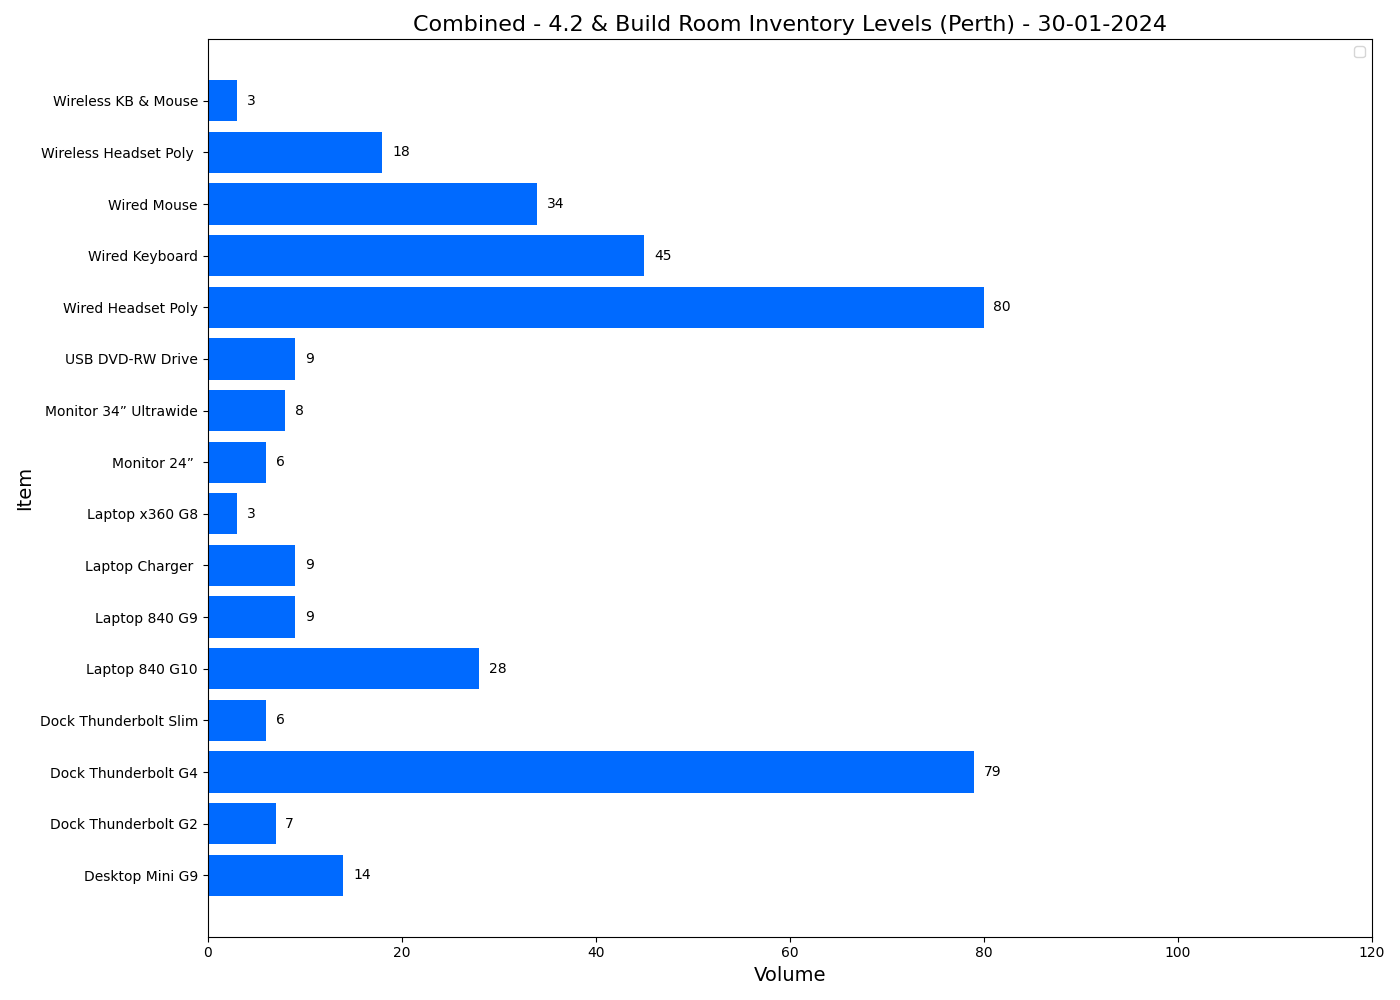 Combined - 4.2 & Build Room Inventory Levels (Perth) - 30-01-2024
Wireless KB & Mouse 3
Wireless Headset Poly 18
Wired Mouse 34
Wired Keyboard 45
Wired Headset Poly 80
USB DVD-RW Drive 9
Monitor 34” Ultrawide 8
Monitor 24” 6
Laptop x360 G8 3
Laptop Charger 9
Laptop 840 G9 9
Laptop 840 G10 28
Dock Thunderbolt Slim 6
Dock Thunderbolt G4 79
Dock Thunderbolt G2 7
Desktop Mini G9 14
Item
0 20 40 60 80 100 120
Volume